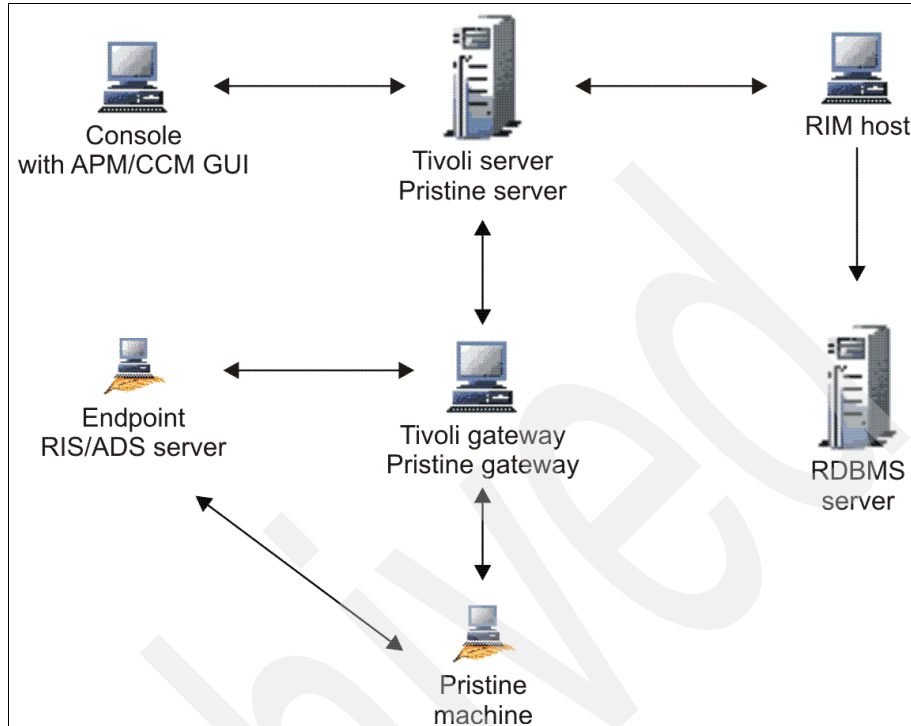 Console
with APM/CCM GUI
Tivoli server
Pristine server
RIM host
Endpoint
RIS/ADS server
Tivoli gateway
Pristine gateway
RDBMS
server
Pristine
machine
hived